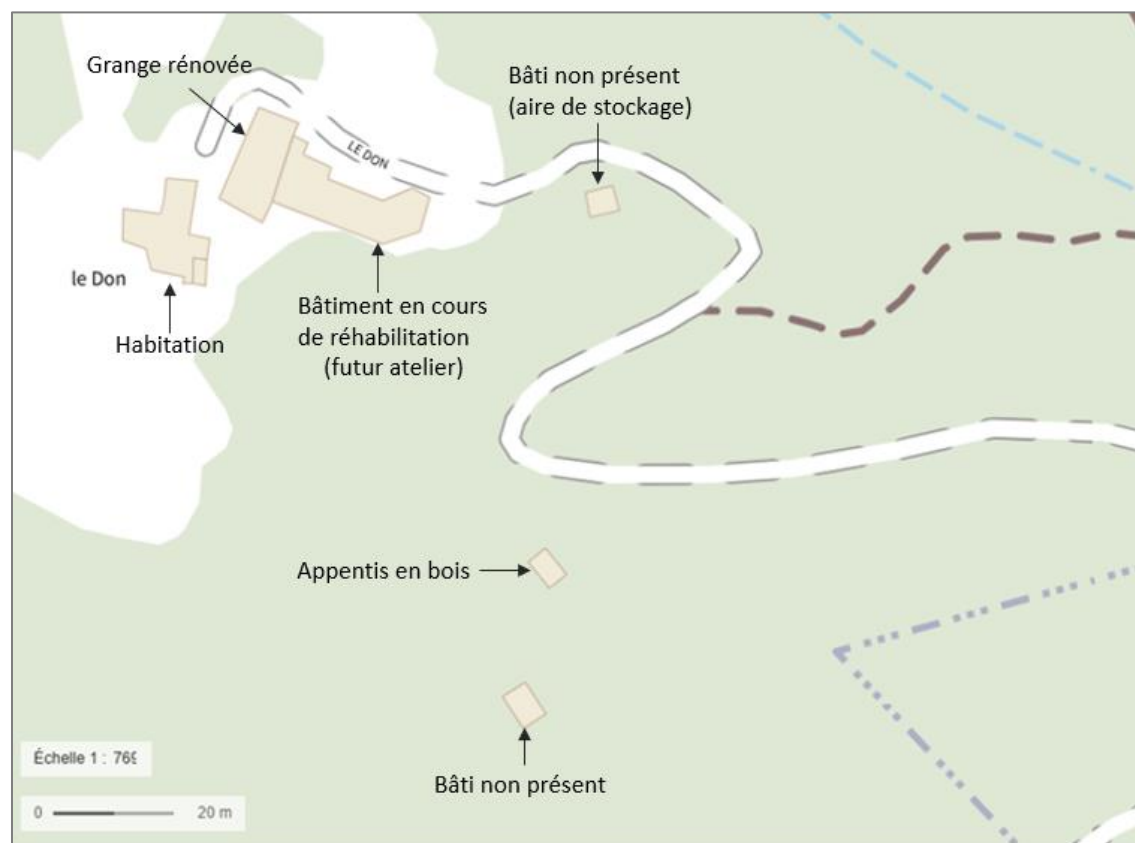 Grange rénovée
Bâti non présent
(aire de stockage)
LE DON
le Don
Habitation
Bâtiment en cours
de réhabilitation
(futur atelier)
Appentis en bois
Bâti non présent
Échelle 1 : 769
0 20 m